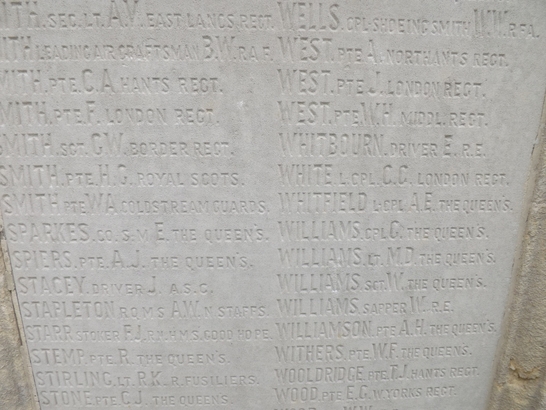 ITH. SEC. LT. A.V. EAST LANCS. REGT.
ITH LEADING AIRCRAFTSMAN B.W. R.A.F.
MITH. PTE. C.A. HANTS REGT.
MITH. PTE. F. LONDON REGT.
SMITH. SGT. G.W. BORDER REGT.
SMITH. PTE. H.G. ROYAL SCOTS.
SMITH. PTE. W.A. COLDSTREAM GUARDS.
SPARKES. CO. S.M. E. THE QUEEN'S.
SPIERS. PTE. A.J. THE QUEEN'S.
STACEY. DRIVER J. A.S.C.
STAPLETON R.Q.M.S. A.W. N. STAFFS.
STARR. STOKER F.J. R.N. H.M.S. GOOD HOPE
STEMP. PTE R. THE QUEEN'S.
STIRLING. LT. R.K. R. FUSILIERS.
STONE. PTE. C.J. THE QUEENS.
WELLS. CPL. SHOEING SMITH W.W. R.F.A.
WEST. PTE A. NORTHANTS REGT.
WEST. PTE J. LONDON REGT.
WEST. PTE W.H. MIDDL. REGT.
WHITBOURN. DRIVER E. R.E.
WHITE L. CPL. C.C. LONDON REGT.
WHITFIELD L. CPL. A.E. THE QUEEN'S.
WILLIAMS. CPL. C. THE QUEEN'S.
WILLIAMS. LT. M.D. THE QUEEN'S.
WILLIAMS. SGT. W. THE QUEEN'S.
WILLIAMS. SAPPER W. R.E.
WILLIAMSON. PTE A.H. THE QUEEN'S.
WITHERS. PTE. W.F. THE QUEEN'S.
WOOLDRIDGE. PTE. T.J. HANTS REGT.
WOOD. PTE E.G. W. YORKS REGT.